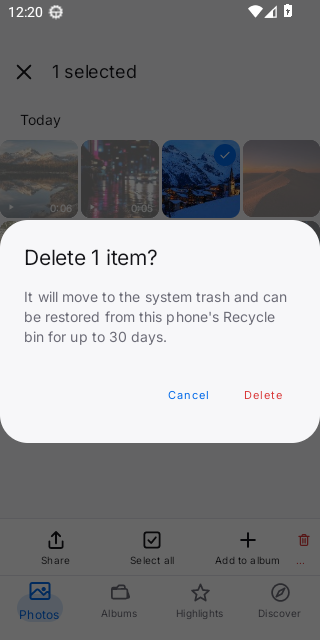 12:20
1 selected
Today
0:06
0:05
Delete 1 item?
It will move to the system trash and can
be restored from this phone's Recycle
bin for up to 30 days.
Cancel
Delete
Share
Select all
Add to album
...
Photos
Albums
Highlights
Discover